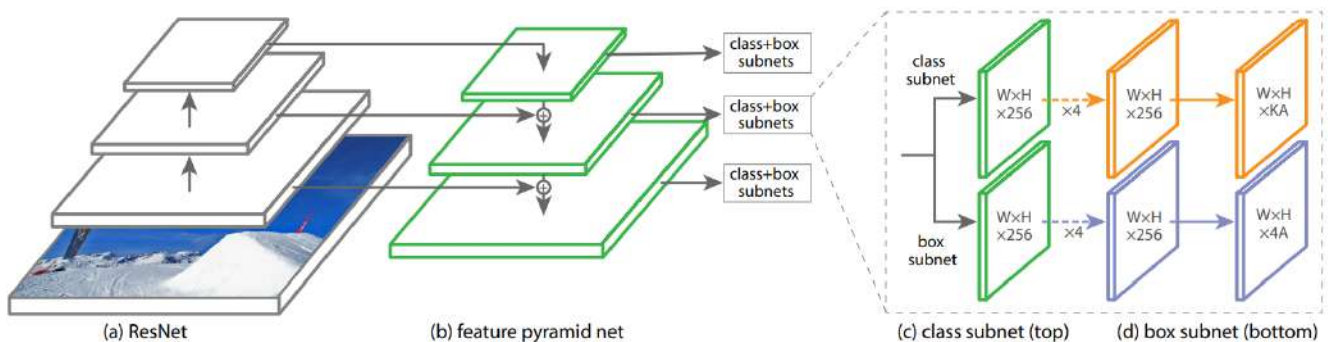 class+box
subnets
class+box
subnets
class+box
subnets
class
subnet
W×H
×256
×4
W×H
×256
W×H
×KA
box
subnet
W×H
×256
×4
W×H
×256
W×H
×4A
(a) ResNet
(b) feature pyramid net
(c) class subnet (top)
(d) box subnet (bottom)